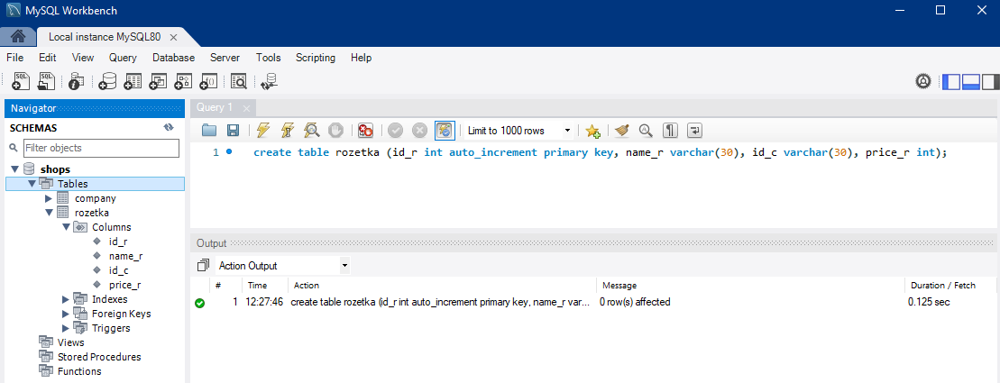 MySQL Workbench
Local instance MySQL80
File Edit View Query Database Server Tools Scripting Help
Navigator
SCHEMAS
Filter objects
shops
Tables
company
rozetka
Columns
id_r
name_r
id_c
price_r
Indexes
Foreign Keys
Triggers
Views
Stored Procedures
Functions
Query 1
Limit to 1000 rows
1 create table rozetka (id_r int auto_increment primary key, name_r varchar(30), id_c varchar(30), price_r int);
Output
Action Output
# Time Action Message Duration / Fetch
1 12:27:46 create table rozetka (id_r int auto_increment primary key, name_r var... 0 row(s) affected 0.125 sec